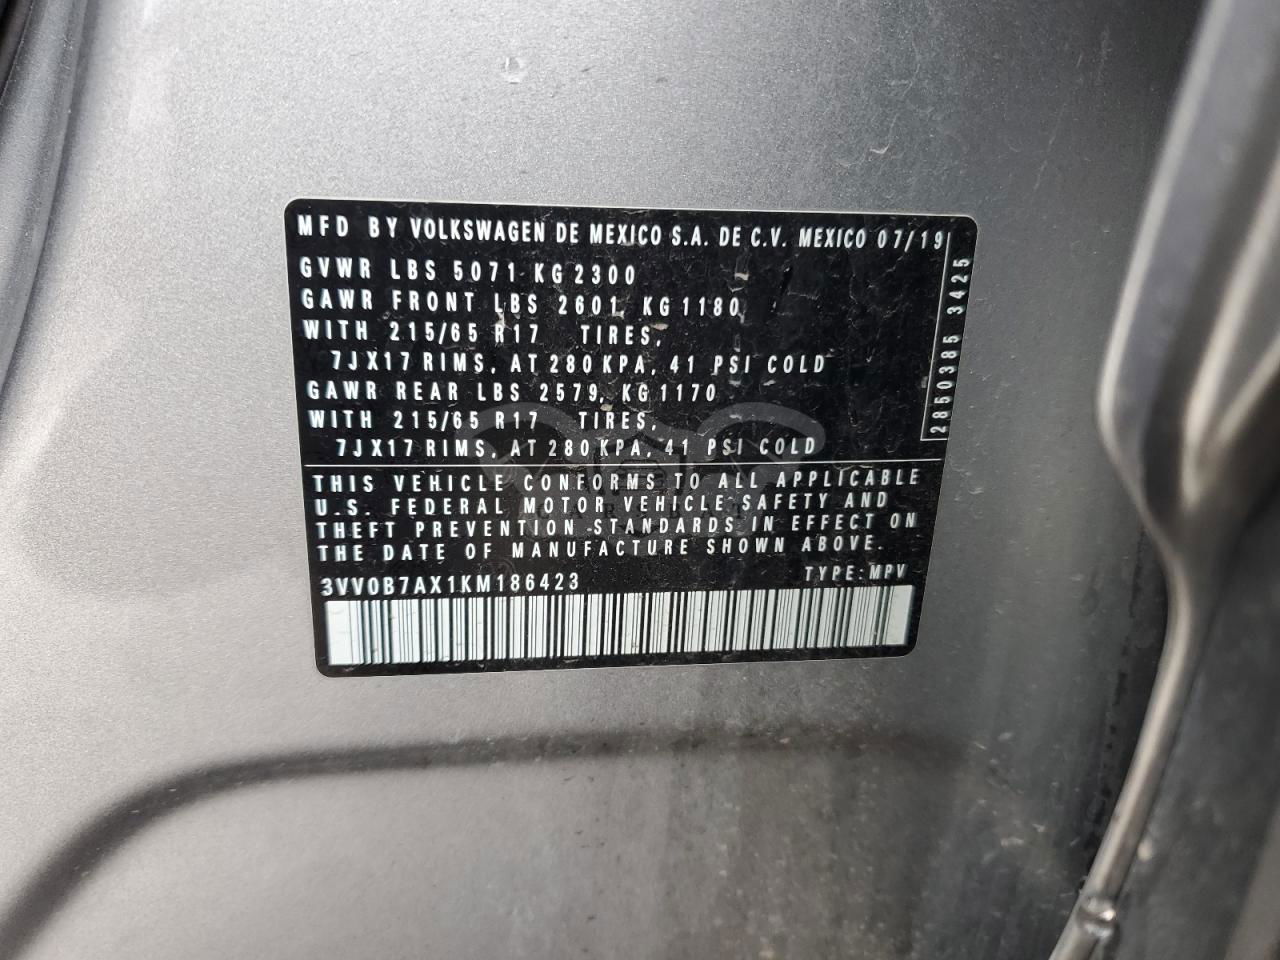 MFD BY VOLKSWAGEN DE MEXICO S.A. DE C.V. MEXICO 07/19
GVWR LBS 5071 KG 2300
GAWR FRONT LBS 2601, KG 1180,
WITH 215/65 R17 TIRES,
7JX17 RIMS, AT 280 KPA, 41 PSI COLD
GAWR REAR LBS 2579, KG 1170
WITH 215/65 R17 TIRES,
7JX17 RIMS, AT 280 KPA, 41 PSI COLD
2850385 3425
THIS VEHICLE CONFORMS TO ALL APPLICABLE
U.S. FEDERAL MOTOR VEHICLE SAFETY AND
THEFT PREVENTION STANDARDS IN EFFECT ON
THE DATE OF MANUFACTURE SHOWN ABOVE.
3VV0B7AX1KM186423 TYPE: MPV